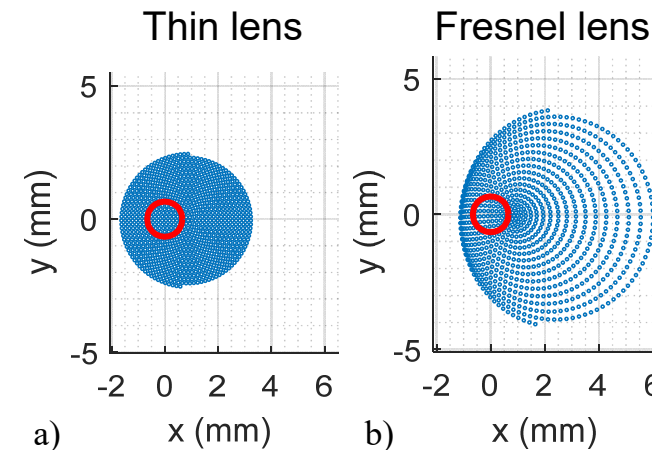 Thin lens
5
0
-5
y (mm)
-2 0 2 4 6
x (mm)
a)
Fresnel lens
5
0
-5
y (mm)
-2 0 2 4 6
x (mm)
b)